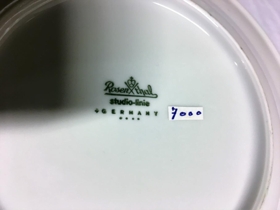 Rosenthal
studio-linie
GERMANY
7000